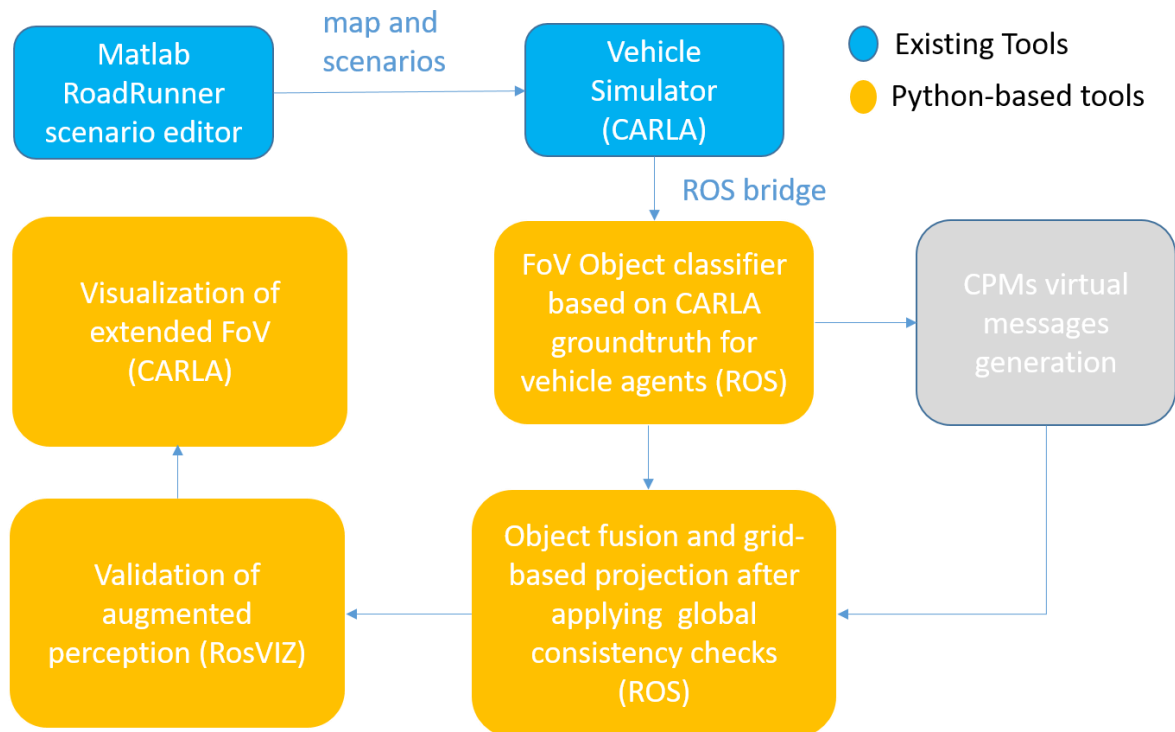 Matlab
RoadRunner
scenario editor
map and
scenarios
Vehicle
Simulator
(CARLA)
Existing Tools
Python-based tools
ROS bridge
Visualization of
extended FoV
(CARLA)
FoV Object classifier
based on CARLA
groundtruth for
vehicle agents (ROS)
CPMs virtual
messages
generation
Validation of
augmented
perception (RosVIZ)
Object fusion and grid-
based projection after
applying  global
consistency checks
(ROS)